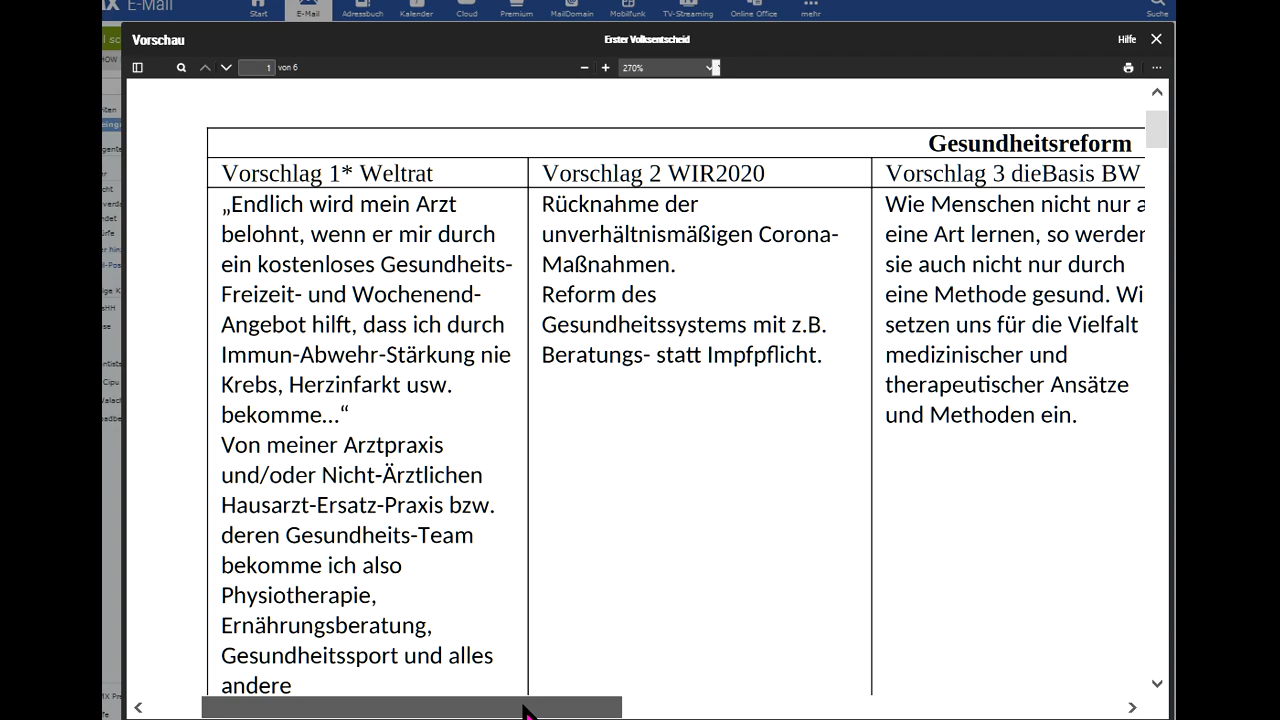 E-Mail
Start
E-Mail
Adressbuch
Kalender
Cloud
Premium
MailDomain
Mobilfunk
TV-Streaming
Online Office
mehr
Suche
Vorschau
Erster Volksentscheid
Hilfe
1 von 6
270%
Gesundheitsreform
Vorschlag 1* Weltrat
„Endlich wird mein Arzt
belohnt, wenn er mir durch
ein kostenloses Gesundheits-
Freizeit- und Wochenend-
Angebot hilft, dass ich durch
Immun-Abwehr-Stärkung nie
Krebs, Herzinfarkt usw.
bekomme...“
Von meiner Arztpraxis
und/oder Nicht-Ärztlichen
Hausarzt-Ersatz-Praxis bzw.
deren Gesundheits-Team
bekomme ich also
Physiotherapie,
Ernährungsberatung,
Gesundheitssport und alles
andere
Vorschlag 2 WIR2020
Rücknahme der
unverhältnismäßigen Corona-
Maßnahmen.
Reform des
Gesundheitssystems mit z.B.
Beratungs- statt Impfpflicht.
Vorschlag 3 dieBasis BW
Wie Menschen nicht nur a
eine Art lernen, so werden
sie auch nicht nur durch
eine Methode gesund. Wi
setzen uns für die Vielfalt
medizinischer und
therapeutischer Ansätze
und Methoden ein.